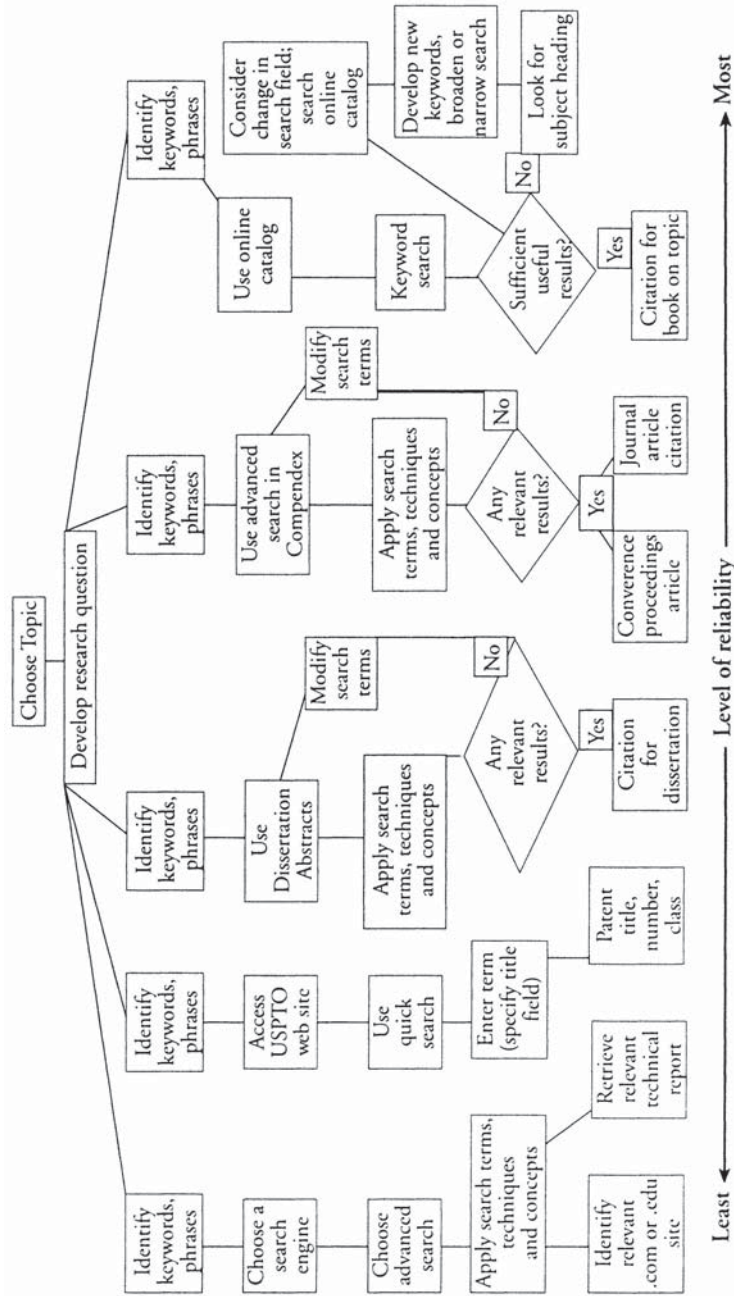 Choose Topic
Develop research question
Identify
keywords,
phrases
Choose a
search
engine
Choose
advanced
search
Apply search terms,
techniques
and concepts
Identify
relevant
.com or .edu
site
Retrieve
relevant
technical
report
Identify
keywords,
phrases
Access
USPTO
web site
Use
quick
search
Enter term
(specify title
field)
Patent
title,
number,
class
Identify
keywords,
phrases
Use
Dissertation
Abstracts
Modify
search
terms
Apply search
terms, techniques
and concepts
Any
relevant
results?
No
Yes
Citation
for
dissertation
Identify
keywords,
phrases
Use advanced
search in
Compendex
Modify
search
terms
Apply search
terms, techniques
and concepts
Any
relevant
results?
No
Yes
Converence
proceedings
article
Journal
article
citation
Identify
keywords,
phrases
Use online
catalog
Keyword
search
Sufficient
useful
results?
No
Yes
Citation for
book on topic
Consider
change in
search field;
search
online
catalog
Develop new
keywords,
broaden or
narrow search
Look for
subject heading
Least
Level of reliability
Most